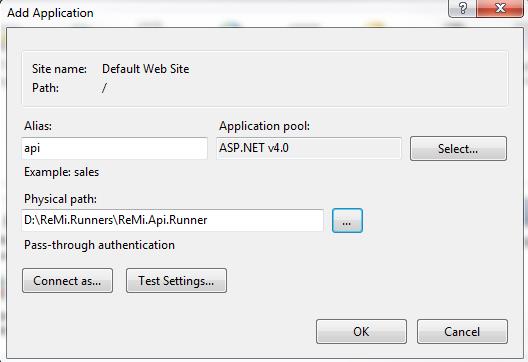 Add Application
?
Site name: Default Web Site
Path: /
Alias: Application pool:
api ASP.NET v4.0 Select...
Example: sales
Physical path:
D:\ReMi.Runners\ReMi.Api.Runner ...
Pass-through authentication
Connect as... Test Settings...
OK Cancel